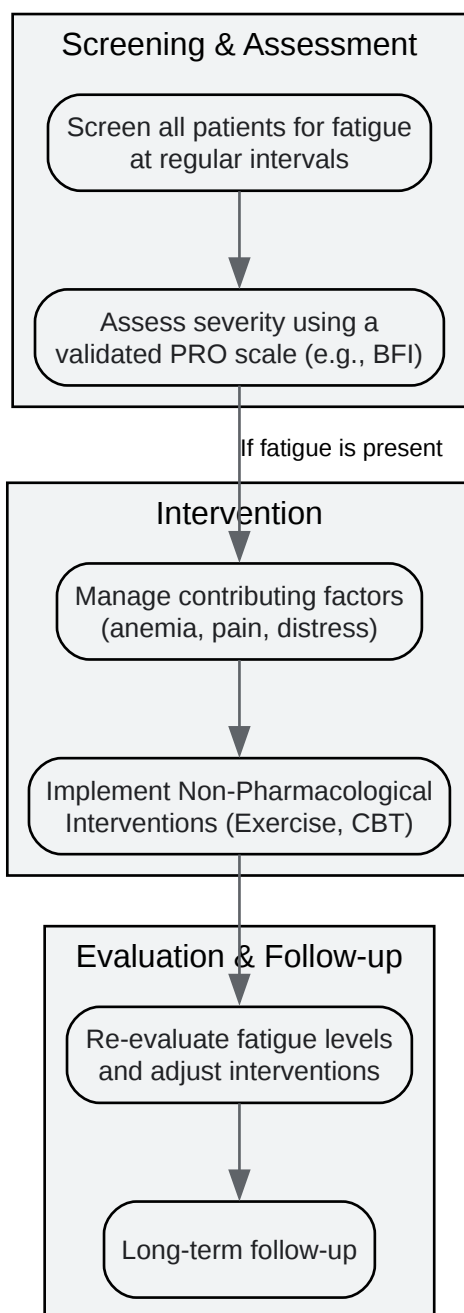 Screening & Assessment
Screen all patients for fatigue
at regular intervals
Assess severity using a
validated PRO scale (e.g., BFI)
If fatigue is present
Intervention
Manage contributing factors
(anemia, pain, distress)
Implement Non-Pharmacological
Interventions (Exercise, CBT)
Evaluation & Follow-up
Re-evaluate fatigue levels
and adjust interventions
Long-term follow-up